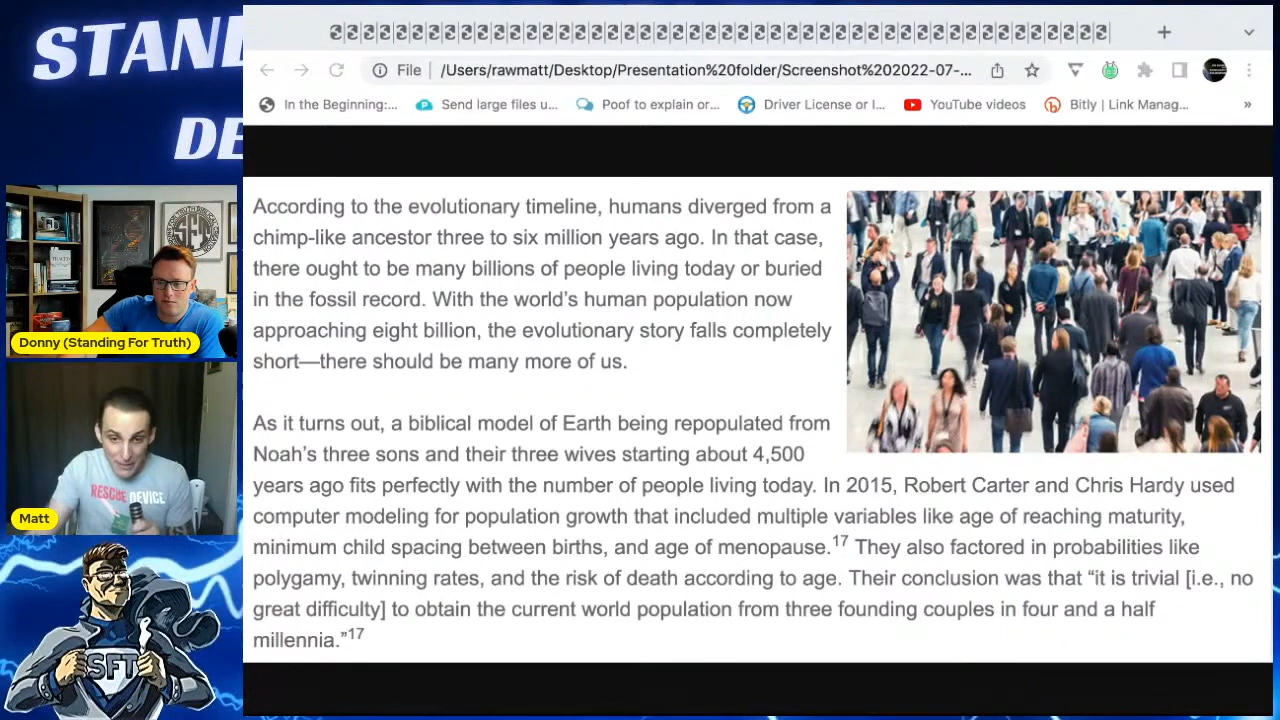 STAND
DE
File
/Users/rawmatt/Desktop/Presentation%20folder/Screenshot%202022-07-...
In the Beginning:...
Send large files u...
Poof to explain or...
Driver License or I...
YouTube videos
Bitly | Link Manag...
»
According to the evolutionary timeline, humans diverged from a
chimp-like ancestor three to six million years ago. In that case,
there ought to be many billions of people living today or buried
in the fossil record. With the world’s human population now
approaching eight billion, the evolutionary story falls completely
short—there should be many more of us.
As it turns out, a biblical model of Earth being repopulated from
Noah’s three sons and their three wives starting about 4,500
years ago fits perfectly with the number of people living today. In 2015, Robert Carter and Chris Hardy used
computer modeling for population growth that included multiple variables like age of reaching maturity,
minimum child spacing between births, and age of menopause.17 They also factored in probabilities like
polygamy, twinning rates, and the risk of death according to age. Their conclusion was that “it is trivial [i.e., no
great difficulty] to obtain the current world population from three founding couples in four and a half
millennia.”17
SFM
Donny (Standing For Truth)
RESCUE DEVICE
Matt
SFT